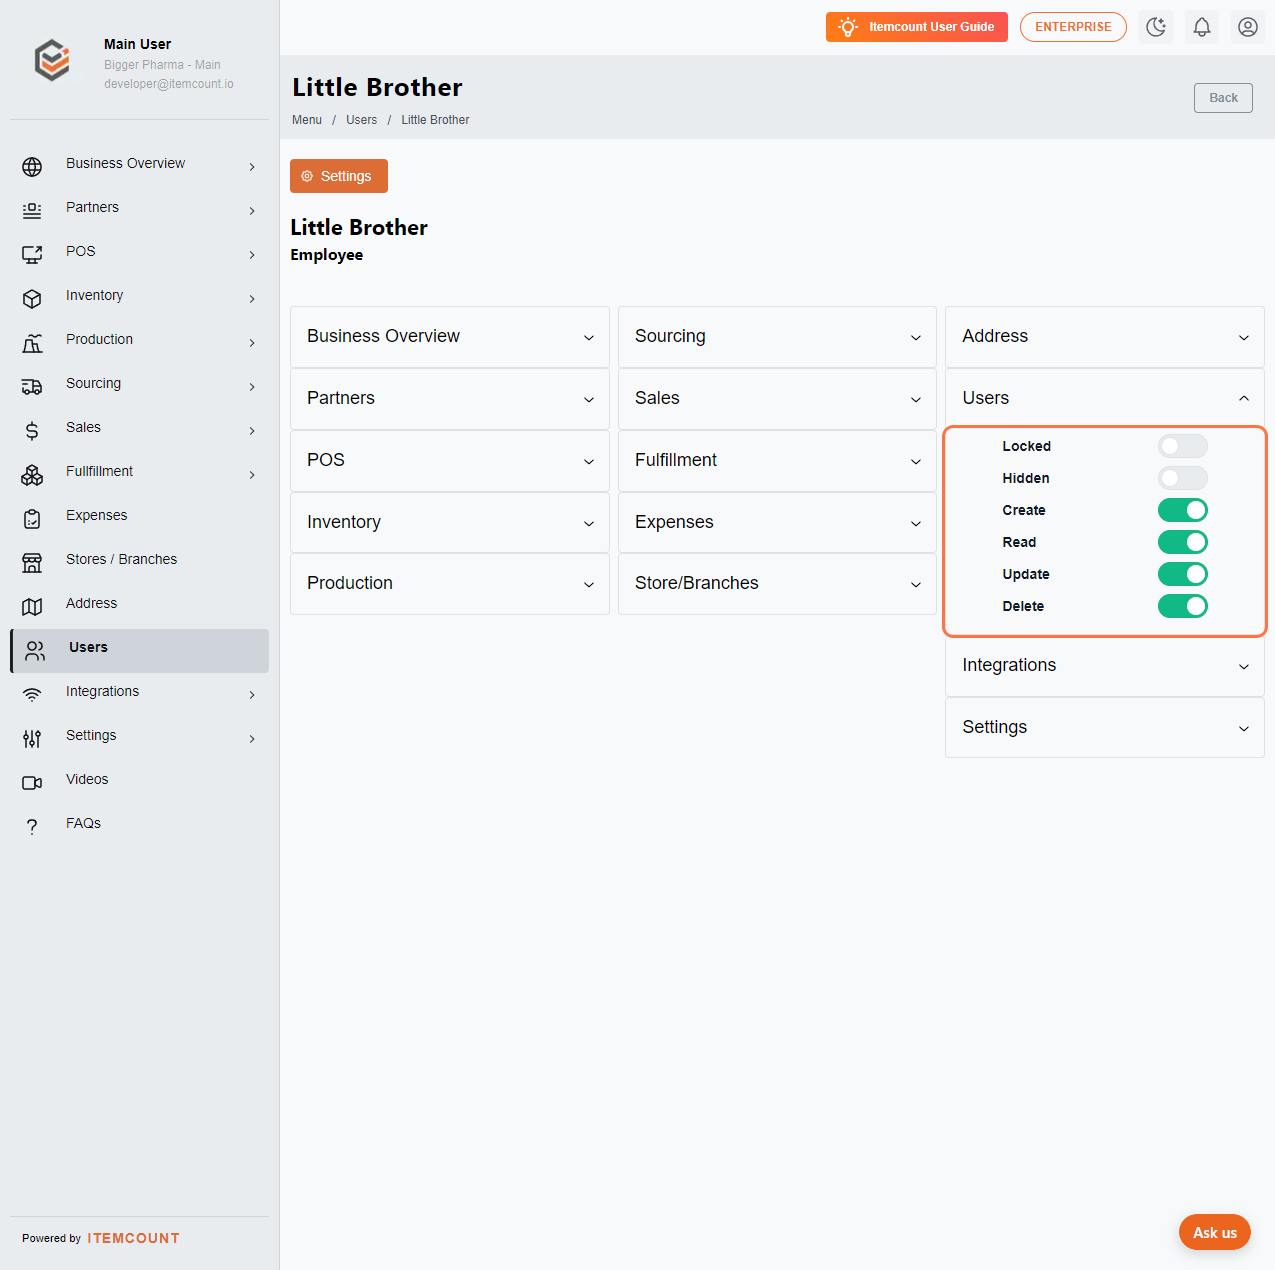 Main User
Bigger Pharma - Main
developer@itemcount.io
Business Overview
Partners
POS
Inventory
Production
Sourcing
Sales
Fullfillment
Expenses
Stores / Branches
Address
Users
Integrations
Settings
Videos
FAQs
Powered by ITEMCOUNT
Itemcount User Guide
ENTERPRISE
Little Brother
Menu / Users / Little Brother
Back
Settings
Little Brother
Employee
Business Overview
Partners
POS
Inventory
Production
Sourcing
Sales
Fulfillment
Expenses
Store/Branches
Address
Users
Locked
Hidden
Create
Read
Update
Delete
Integrations
Settings
Ask us